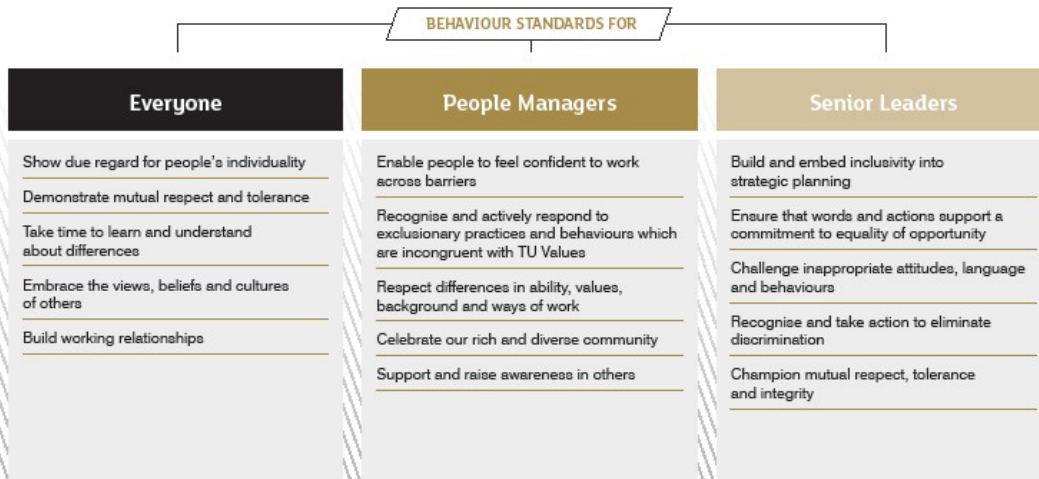 BEHAVIOUR STANDARDS FOR
Everyone
Show due regard for people's individuality
Demonstrate mutual respect and tolerance
Take time to learn and understand
about differences
Embrace the views, beliefs and cultures
of others
Build working relationships
People Managers
Enable people to feel confident to work
across barriers
Recognise and actively respond to
exclusionary practices and behaviours which
are incongruent with TU Values
Respect differences in ability, values,
background and ways of work
Celebrate our rich and diverse community
Support and raise awareness in others
Senior Leaders
Build and embed inclusivity into
strategic planning
Ensure that words and actions support a
commitment to equality of opportunity
Challenge inappropriate attitudes, language
and behaviours
Recognise and take action to eliminate
discrimination
Champion mutual respect, tolerance
and integrity